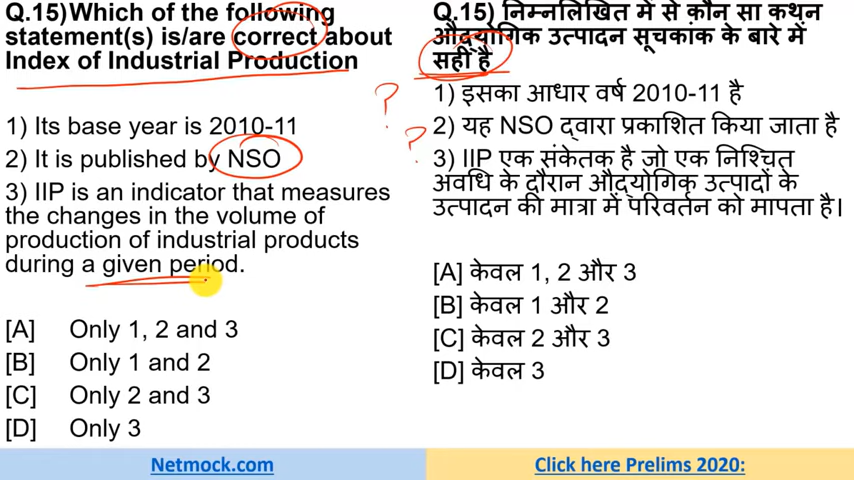 Q.15)Which of the following
statement(s) is/are correct about
Index of Industrial Production
1) Its base year is 2010-11
2) It is published by NSO
3) IIP is an indicator that measures
the changes in the volume of
production of industrial products
during a given period.
[A] Only 1, 2 and 3
[B] Only 1 and 2
[C] Only 2 and 3
[D] Only 3
Q.15) निम्नलिखित में से कौन सा कथन
औद्योगिक उत्पादन सूचकांक के बारे में
सही है
?
1) इसका आधार वर्ष 2010-11 है
?
2) यह NSO द्वारा प्रकाशित किया जाता है
3) IIP एक संकेतक है जो एक निश्चित
अवधि के दौरान औद्योगिक उत्पादों के
उत्पादन की मात्रा में परिवर्तन को मापता है।
[A] केवल 1, 2 और 3
[B] केवल 1 और 2
[C] केवल 2 और 3
[D] केवल 3
Netmock.com
Click here Prelims 2020: